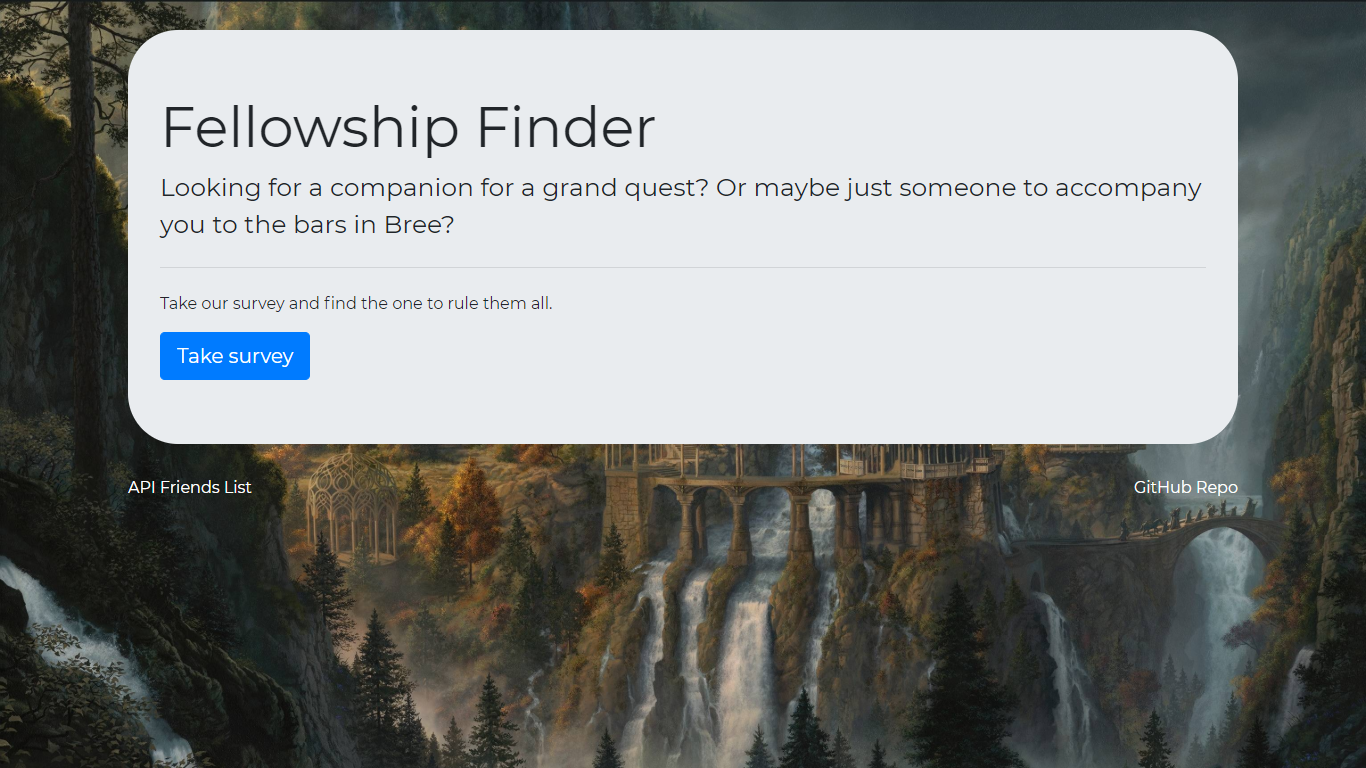 Fellowship Finder
Looking for a companion for a grand quest? Or maybe just someone to accompany
you to the bars in Bree?
Take our survey and find the one to rule them all.
Take survey
API Friends List
GitHub Repo